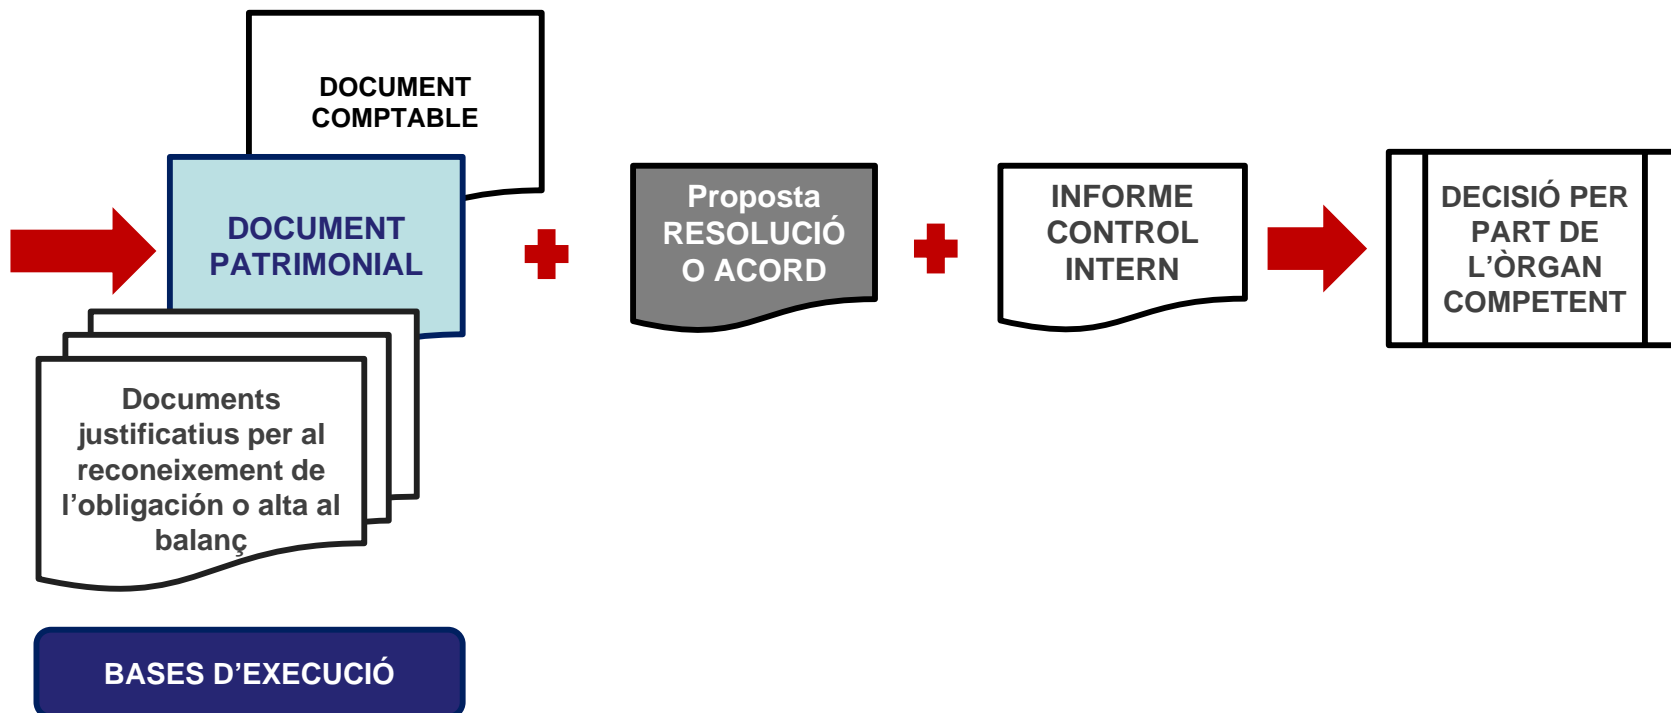 DOCUMENT
COMPTABLE
DOCUMENT
PATRIMONIAL
Documents
justificatius per al
reconeixement de
l’obligación o alta al
balanç
BASES D’EXECUCIÓ
Proposta
RESOLUCIÓ
O ACORD
INFORME
CONTROL
INTERN
DECISIÓ PER
PART DE
L’ÒRGAN
COMPETENT